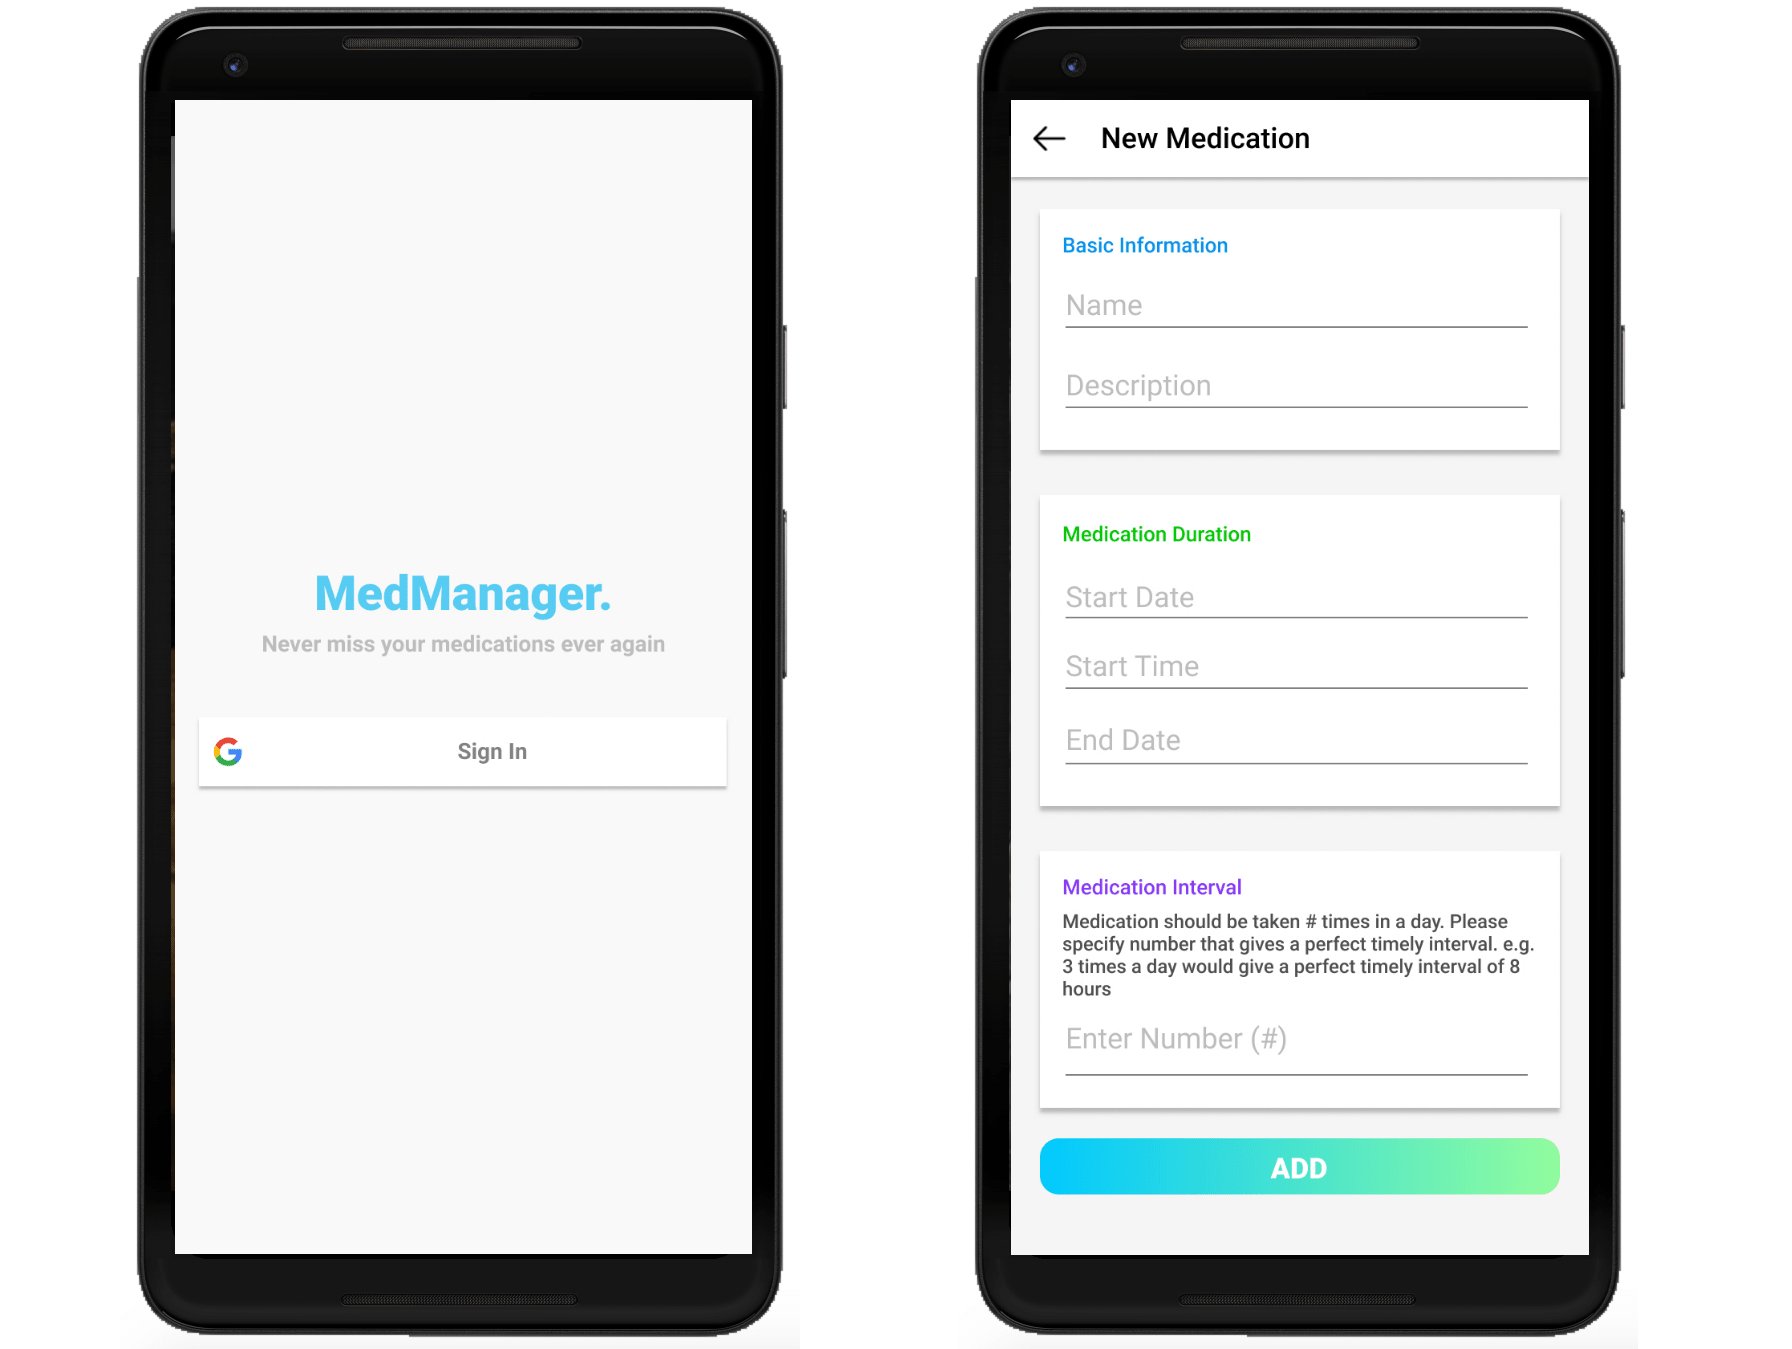 MedManager.
Never miss your medications ever again
Sign In
New Medication
Basic Information
Name
Description
Medication Duration
Start Date
Start Time
End Date
Medication Interval
Medication should be taken # times in a day. Please
specify number that gives a perfect timely interval. e.g.
3 times a day would give a perfect timely interval of 8
hours
Enter Number (#)
ADD